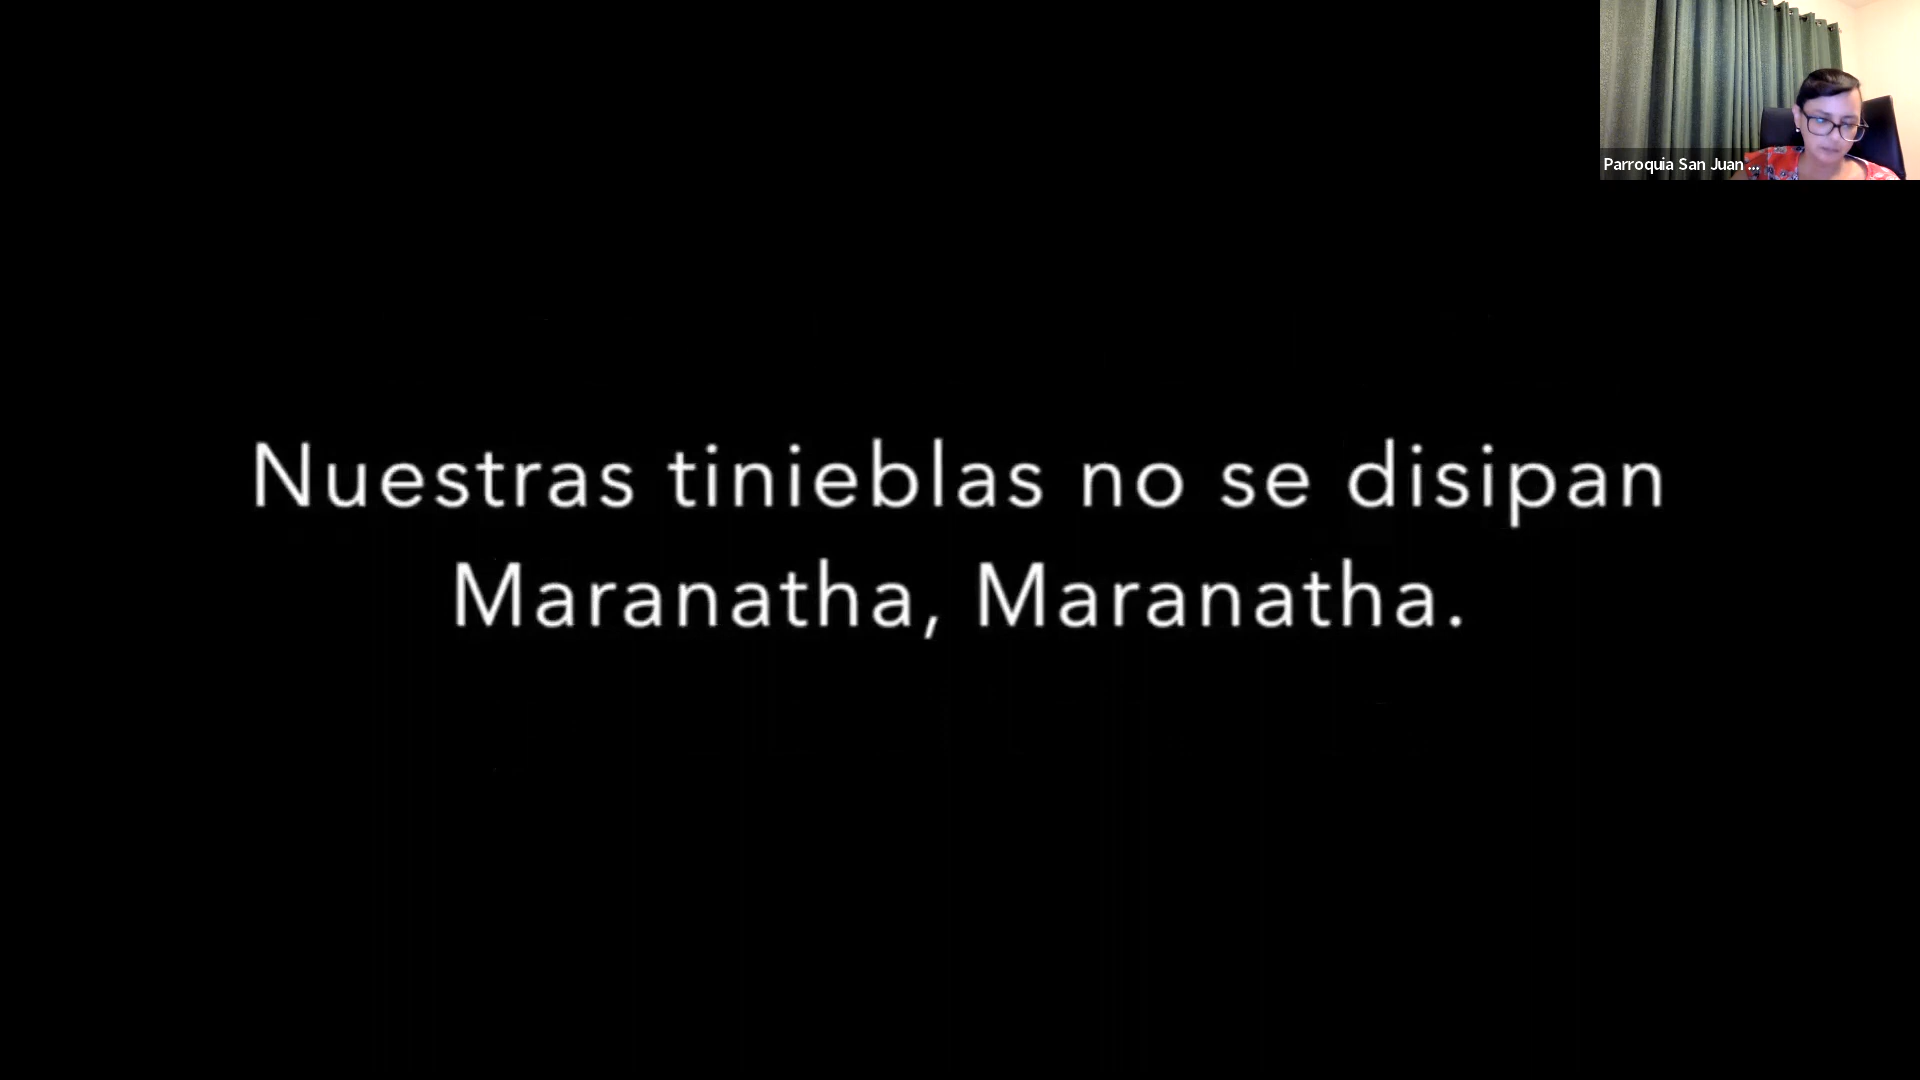 Parroquia San Juan ...
Nuestras tinieblas no se disipan
Maranatha, Maranatha.